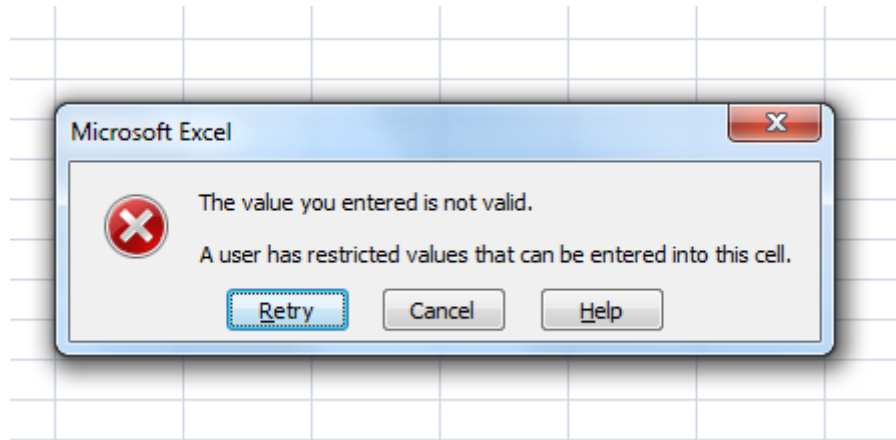 Microsoft Excel
The value you entered is not valid.
A user has restricted values that can be entered into this cell.
Retry Cancel Help